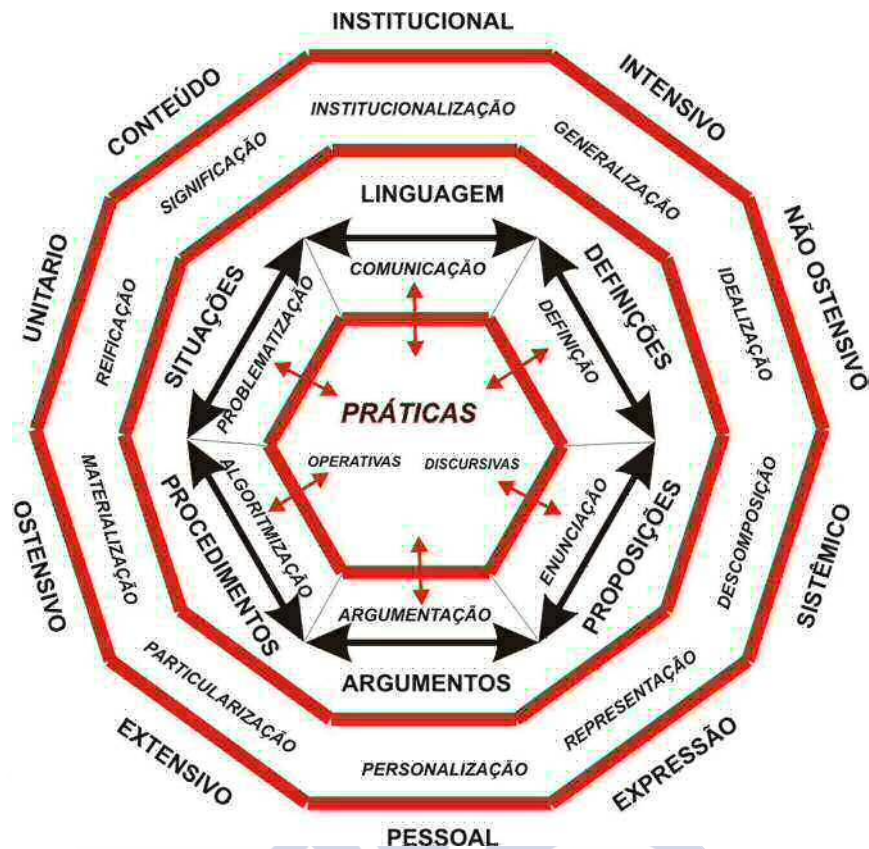 INSTITUCIONAL
INTENSIVO
NÃO OSTENSIVO
SISTÊMICO
EXPRESSÃO
PESSOAL
EXTENSIVO
OSTENSIVO
UNITARIO
CONTEÚDO
INSTITUCIONALIZAÇÃO
GENERALIZAÇÃO
IDEALIZAÇÃO
DESCOMPOSIÇÃO
REPRESENTAÇÃO
PERSONALIZAÇÃO
PARTICULARIZAÇÃO
MATERIALIZAÇÃO
REIFICAÇÃO
SIGNIFICAÇÃO
LINGUAGEM
DEFINIÇÕES
PROPOSIÇÕES
ARGUMENTOS
PROCEDIMENTOS
SITUAÇÕES
COMUNICAÇÃO
DEFINIÇÃO
ENUNCIAÇÃO
ARGUMENTAÇÃO
ALGORITMIZAÇÃO
PROBLEMATIZAÇÃO
PRÁTICAS
OPERATIVAS
DISCURSIVAS